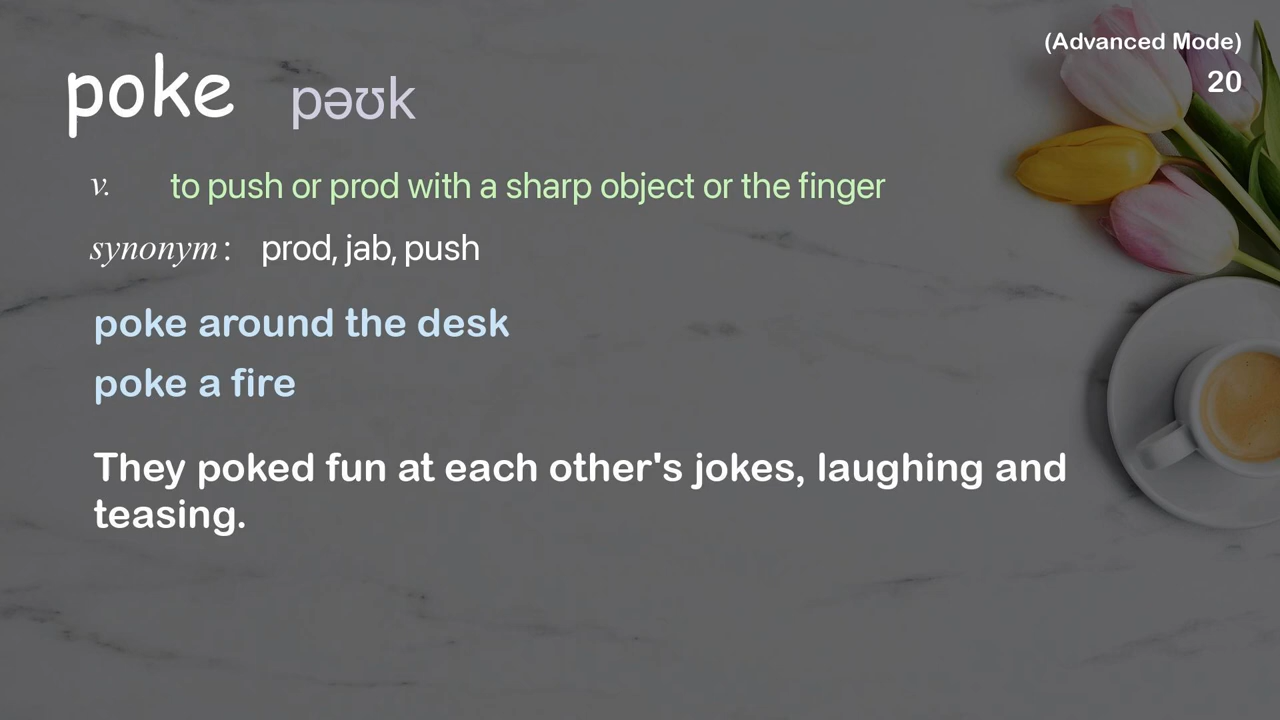 (Advanced Mode)
20
poke pəʊk
v. to push or prod with a sharp object or the finger
synonym : prod, jab, push
poke around the desk
poke a fire
They poked fun at each other's jokes, laughing and
teasing.